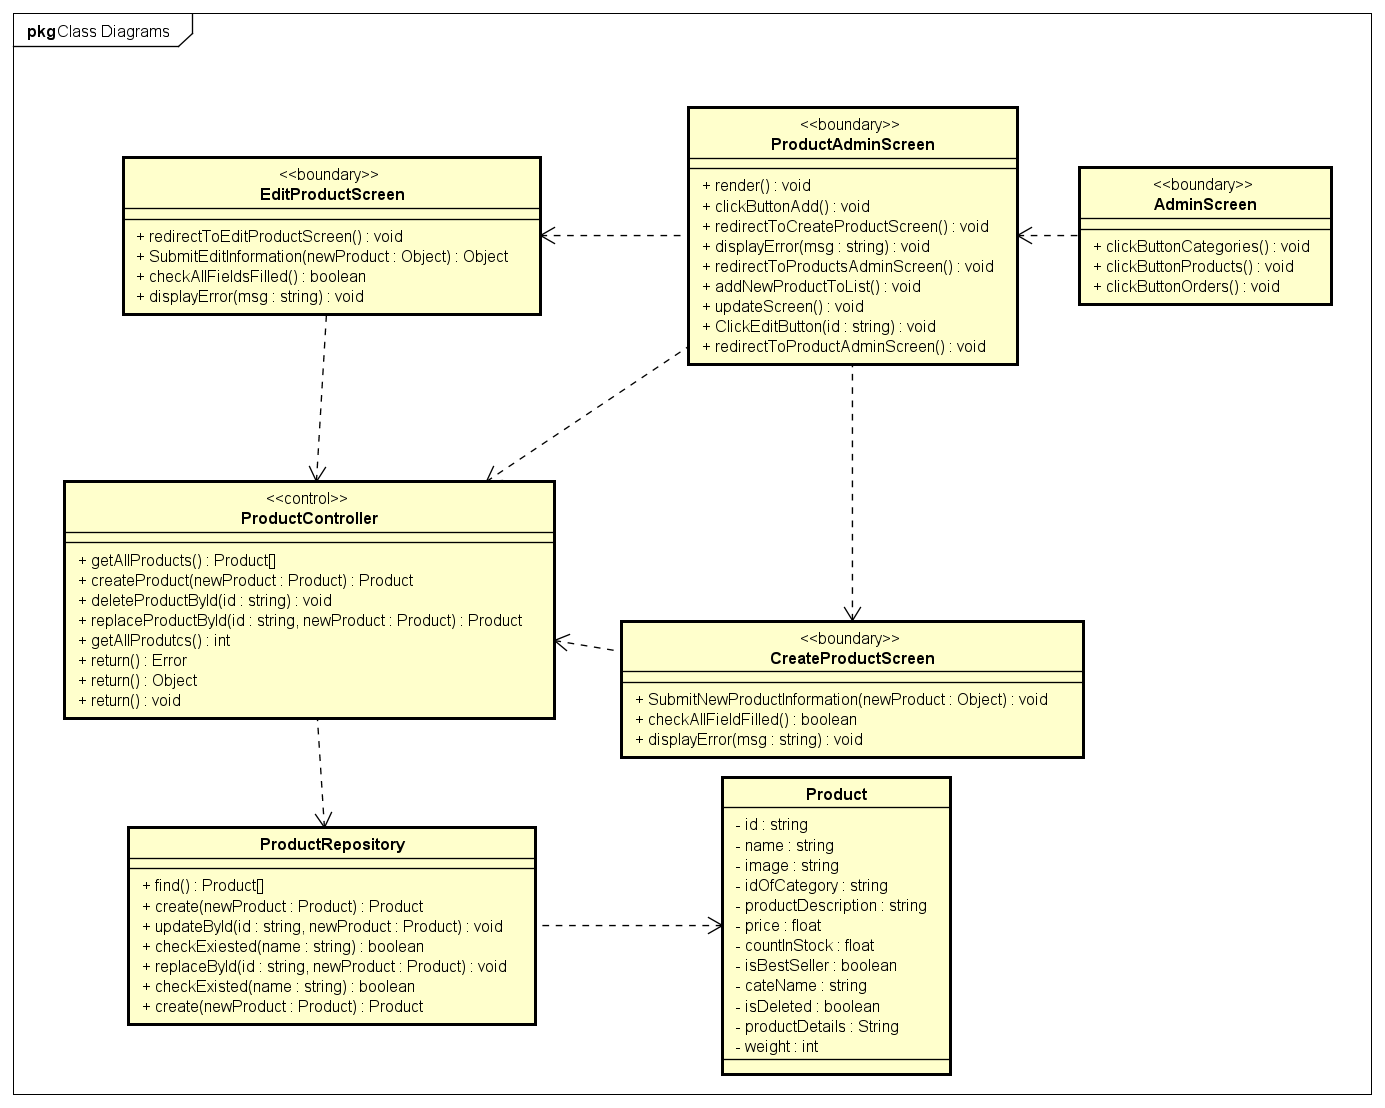 pkg Class Diagrams
<<boundary>>
ProductAdminScreen
+ render() : void
+ clickButtonAdd() : void
+ redirectToCreateProductScreen() : void
+ displayError(msg : string) : void
+ redirectToProductsAdminScreen() : void
+ addNewProductToList() : void
+ updateScreen() : void
+ ClickEditButton(id : string) : void
+ redirectToProductAdminScreen() : void
<<boundary>>
EditProductScreen
+ redirectToEditProductScreen() : void
+ SubmitEditInformation(newProduct : Object) : Object
+ checkAllFieldsFilled() : boolean
+ displayError(msg : string) : void
<<boundary>>
AdminScreen
+ clickButtonCategories() : void
+ clickButtonProducts() : void
+ clickButtonOrders() : void
<<control>>
ProductController
+ getAllProducts() : Product[]
+ createProduct(newProduct : Product) : Product
+ deleteProductById(id : string) : void
+ replaceProductById(id : string, newProduct : Product) : Product
+ getAllProdutcs() : int
+ return() : Error
+ return() : Object
+ return() : void
<<boundary>>
CreateProductScreen
+ SubmitNewProductInformation(newProduct : Object) : void
+ checkAllFieldFilled() : boolean
+ displayError(msg : string) : void
ProductRepository
+ find() : Product[]
+ create(newProduct : Product) : Product
+ updateById(id : string, newProduct : Product) : void
+ checkExiested(name : string) : boolean
+ replaceById(id : string, newProduct : Product) : void
+ checkExisted(name : string) : boolean
+ create(newProduct : Product) : Product
Product
- id : string
- name : string
- image : string
- idOfCategory : string
- productDescription : string
- price : float
- countInStock : float
- isBestSeller : boolean
- cateName : string
- isDeleted : boolean
- productDetails : String
- weight : int